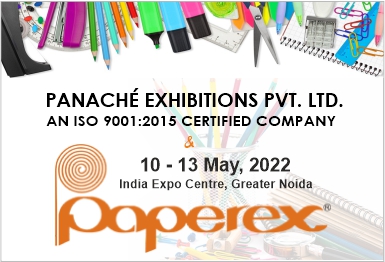 PANACHÉ EXHIBITIONS PVT. LTD.
AN ISO 9001:2015 CERTIFIED COMPANY
&
10 - 13 May, 2022
India Expo Centre, Greater Noida
Paperex®